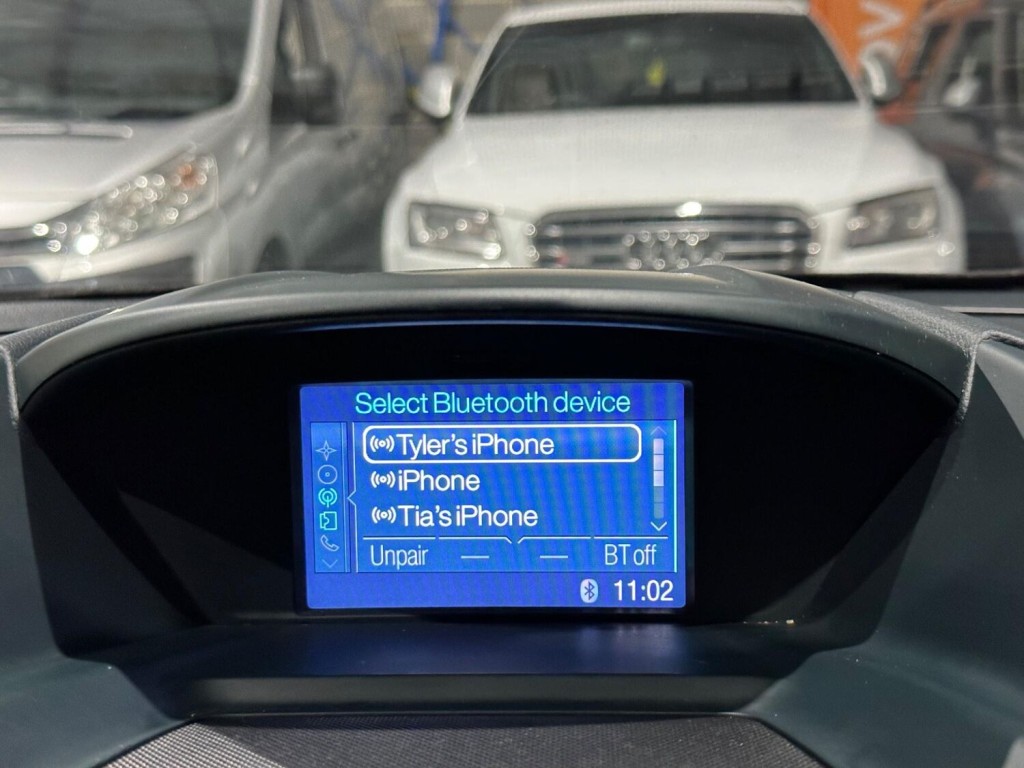 Select Bluetooth device
Tyler's iPhone
iPhone
Tia's iPhone
Unpair — — BT off
11:02